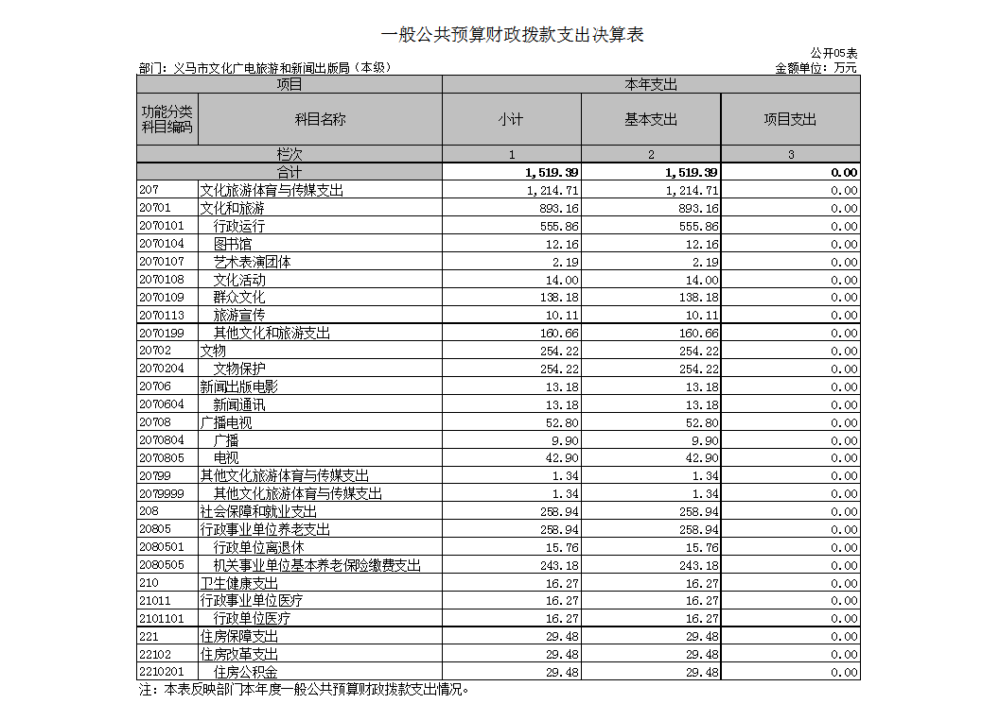 一般公共预算财政拨款支出决算表
公开05表
部门：义马市文化广电旅游和新闻出版局（本级） 金额单位：万元
项目 本年支出
功能分类科目编码 科目名称 小计 基本支出 项目支出
栏次 1 2 3
合计 1,519.39 1,519.39 0.00
207 文化旅游体育与传媒支出 1,214.71 1,214.71 0.00
20701 文化和旅游 893.16 893.16 0.00
2070101 行政运行 555.86 555.86 0.00
2070104 图书馆 12.16 12.16 0.00
2070107 艺术表演团体 2.19 2.19 0.00
2070108 文化活动 14.00 14.00 0.00
2070109 群众文化 138.18 138.18 0.00
2070113 旅游宣传 10.11 10.11 0.00
2070199 其他文化和旅游支出 160.66 160.66 0.00
20702 文物 254.22 254.22 0.00
2070204 文物保护 254.22 254.22 0.00
20706 新闻出版电影 13.18 13.18 0.00
2070604 新闻通讯 13.18 13.18 0.00
20708 广播电视 52.80 52.80 0.00
2070804 广播 9.90 9.90 0.00
2070805 电视 42.90 42.90 0.00
20799 其他文化旅游体育与传媒支出 1.34 1.34 0.00
2079999 其他文化旅游体育与传媒支出 1.34 1.34 0.00
208 社会保障和就业支出 258.94 258.94 0.00
20805 行政事业单位养老支出 258.94 258.94 0.00
2080501 行政单位离退休 15.76 15.76 0.00
2080505 机关事业单位基本养老保险缴费支出 243.18 243.18 0.00
210 卫生健康支出 16.27 16.27 0.00
21011 行政事业单位医疗 16.27 16.27 0.00
2101101 行政单位医疗 16.27 16.27 0.00
221 住房保障支出 29.48 29.48 0.00
22102 住房改革支出 29.48 29.48 0.00
2210201 住房公积金 29.48 29.48 0.00
注：本表反映部门本年度一般公共预算财政拨款支出情况。